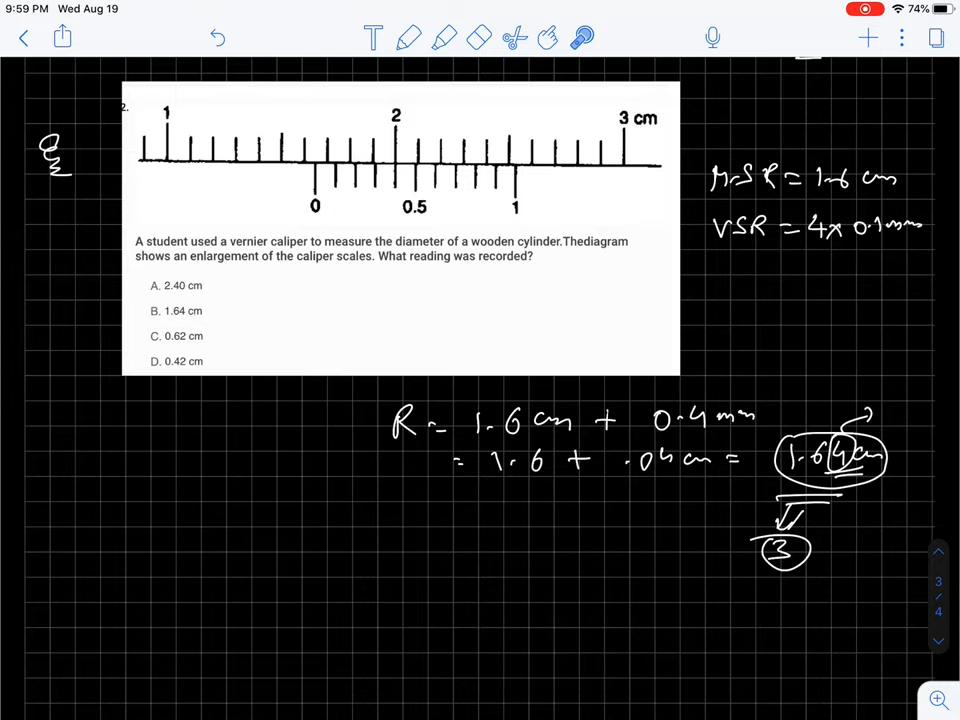 9:59 PM Wed Aug 19
74%
T
2.
1 2 3 cm
0 0.5 1
A student used a vernier caliper to measure the diameter of a wooden cylinder.Thediagram
shows an enlargement of the caliper scales. What reading was recorded?
A. 2.40 cm
B. 1.64 cm
C. 0.62 cm
D. 0.42 cm
M.S R = 1.6 cm
VSR = 4x 0.1mm
R = 1.6 cm + 0.4 mm
= 1.6 + .04 cm = 1.64 cm
3
3
/
4